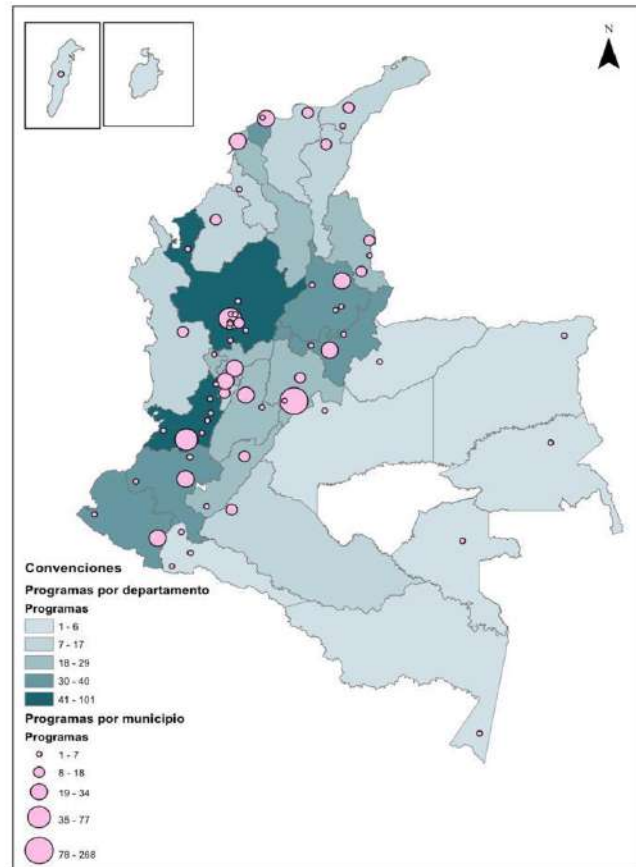 N
Convenciones
Programas por departamento
Programas
1 - 6
7 - 17
18 - 29
30 - 40
41 - 101
Programas por municipio
Programas
1 - 7
8 - 18
19 - 34
35 - 77
78 - 268